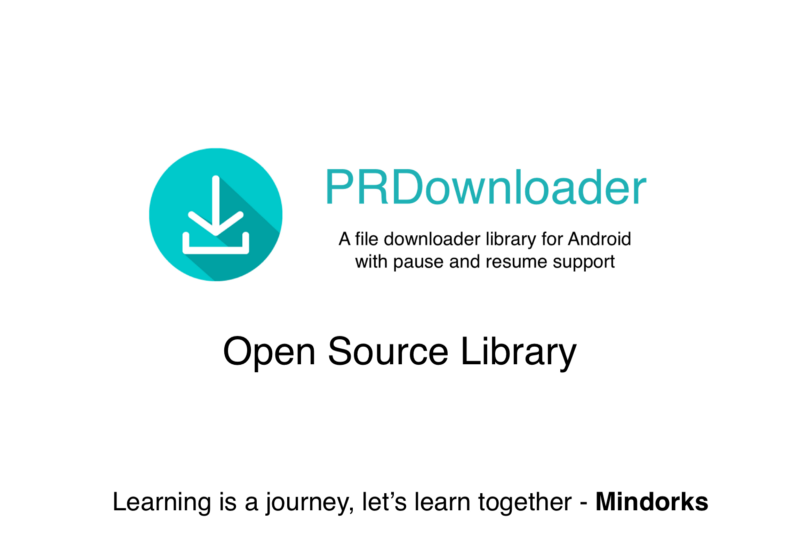 PRDownloader
A file downloader library for Android
with pause and resume support
Open Source Library
Learning is a journey, let’s learn together - Mindorks